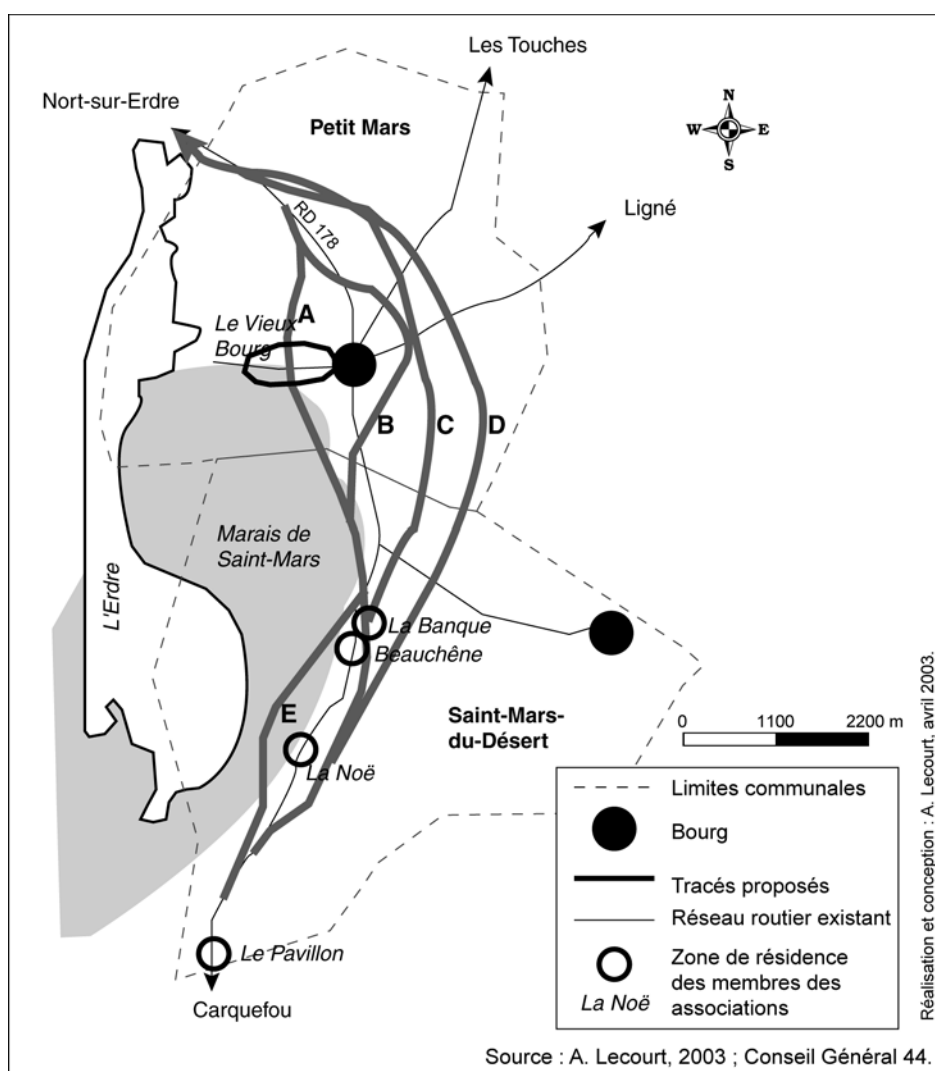 Les Touches
Nort-sur-Erdre
Petit Mars
N
W E
S
Ligné
RD 178
A
Le Vieux
Bourg
B
C
D
Marais de
Saint-Mars
L'Erdre
La Banque
Beauchêne
E
La Noë
Saint-Mars-
du-Désert
0 1100 2200 m
Le Pavillon
Carquefou
Limites communales
Bourg
Tracés proposés
Réseau routier existant
Zone de résidence
des membres des
associations
La Noë
Réalisation et conception : A. Lecourt, avril 2003.
Source : A. Lecourt, 2003 ; Conseil Général 44.